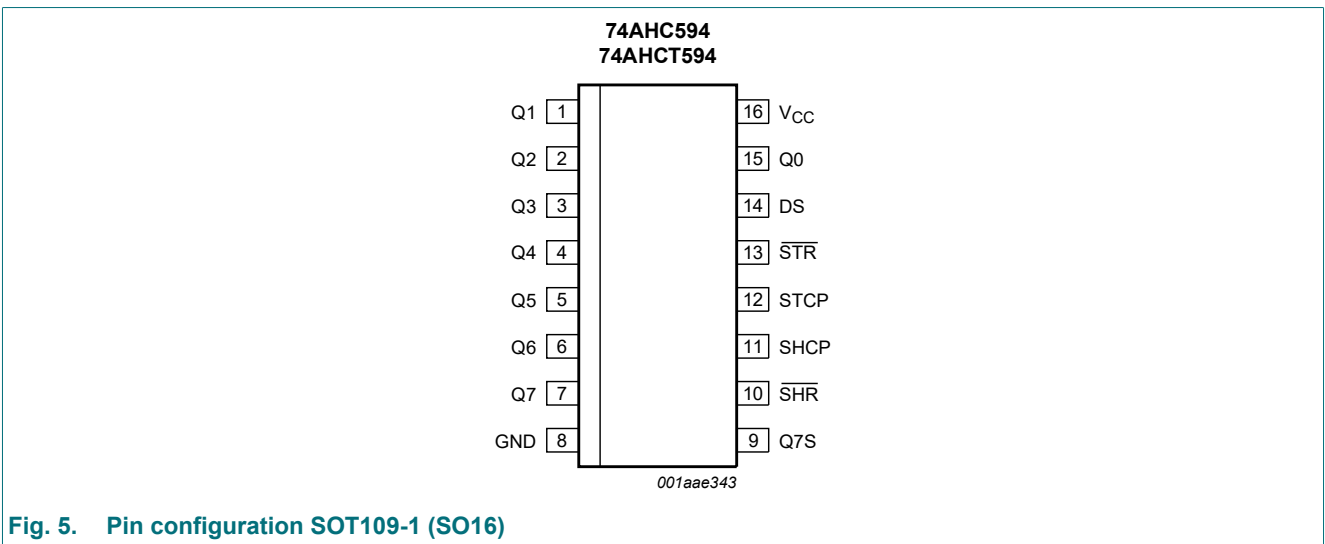 74AHC594
74AHCT594
Q1 1 16 VCC
Q2 2 15 Q0
Q3 3 14 DS
Q4 4 13 S̅T̅R̅
Q5 5 12 STCP
Q6 6 11 SHCP
Q7 7 10 S̅H̅R̅
GND 8 9 Q7S
001aae343
Fig. 5. Pin configuration SOT109-1 (SO16)